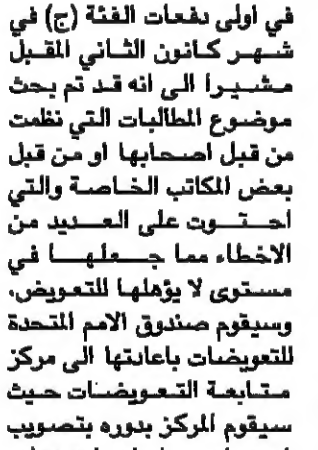 في اولى دفعات الفئة (ج) في
شهر كانون الثاني المقبل
مشيرا الى انه قد تم بحث
موضوع المطالبات التي نظمت
من قبل اصحابها او من قبل
بعض المكاتب الخاصة والتي
احتوت على العديد من
الاخطاء مما جعلها في
مستوى لا يؤهلها للتعويض،
وسيقوم صندوق الامم المتحدة
للتعويضات باعادتها الى مركز
متابعة التعويضات حيث
سيقوم المركز بدوره بتصويب